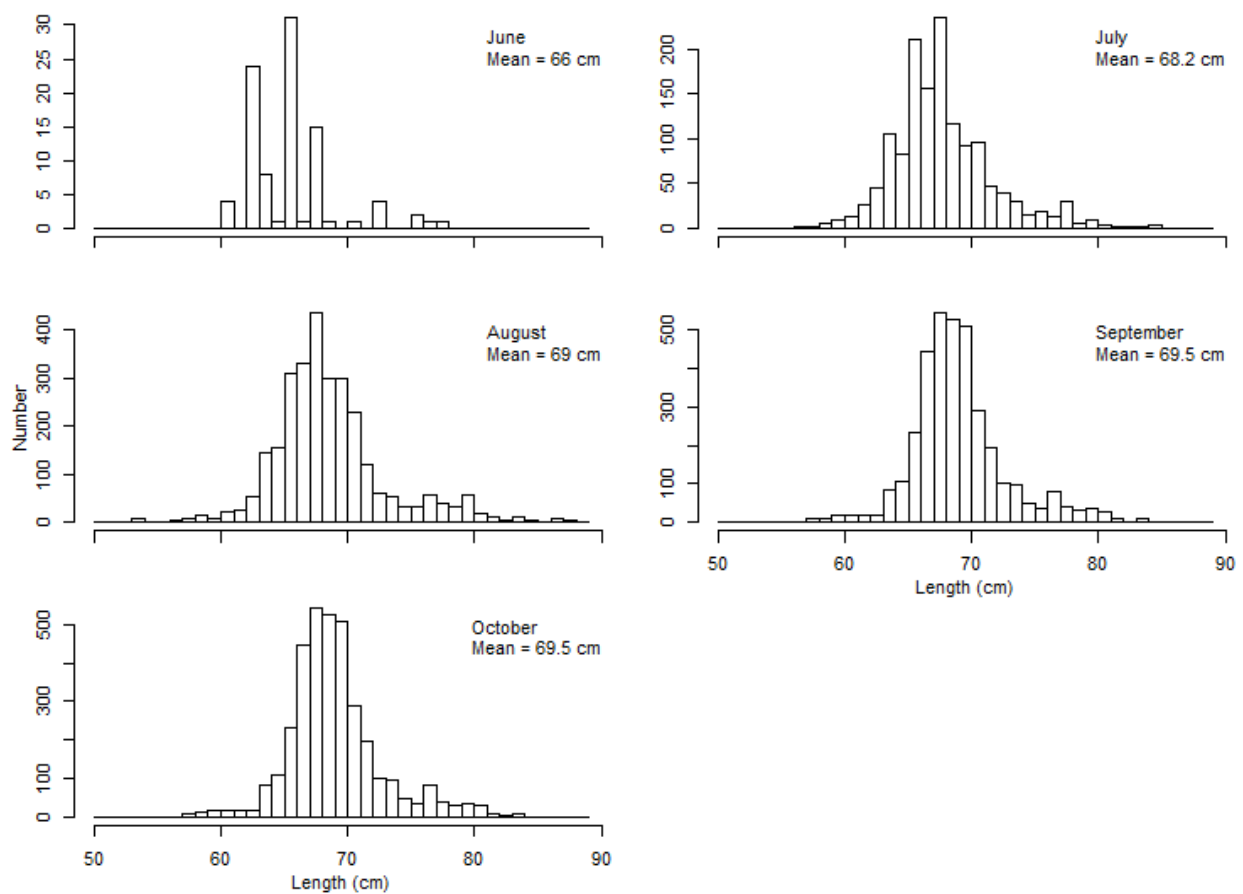 June
Mean = 66 cm
0 5 10 15 20 25 30
July
Mean = 68.2 cm
0 50 100 150 200
August
Mean = 69 cm
0 100 200 300 400
Number
September
Mean = 69.5 cm
0 100 300 500
50 60 70 80 90
Length (cm)
October
Mean = 69.5 cm
0 100 300 500
50 60 70 80 90
Length (cm)